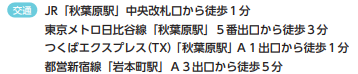 交通 JR「秋葉原駅」中央改札口から徒歩1分
東京メトロ日比谷線「秋葉原駅」5番出口から徒歩3分
つくばエクスプレス(TX)「秋葉原駅」A1出口から徒歩1分
都営新宿線「岩本町駅」A3出口から徒歩5分